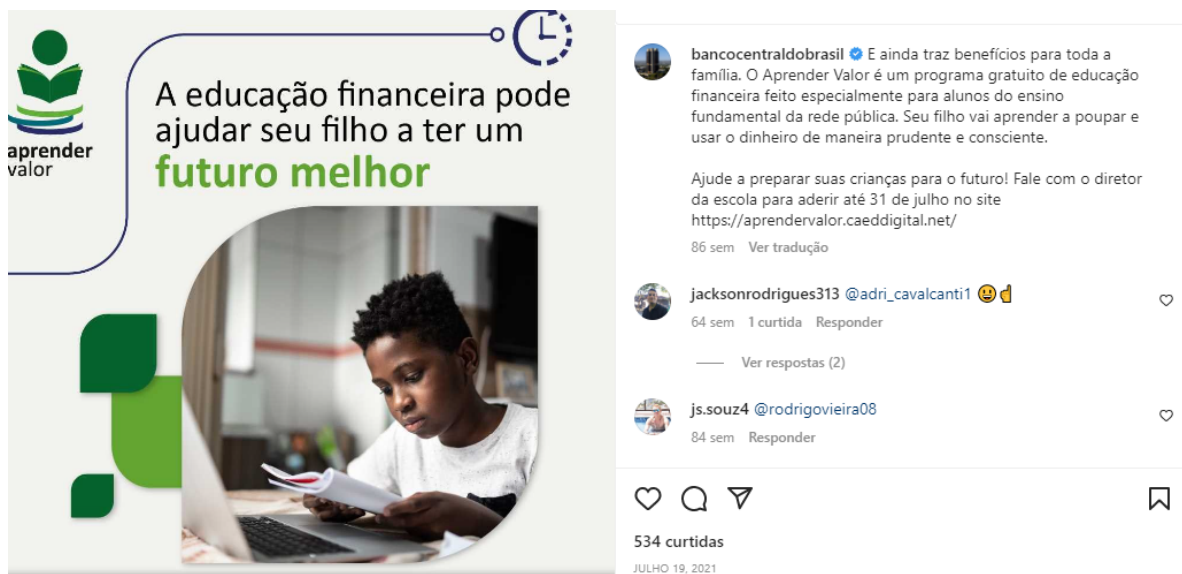 aprender
valor
A educação financeira pode
ajudar seu filho a ter um
futuro melhor
bancocentraldobrasil E ainda traz benefícios para toda a
família. O Aprender Valor é um programa gratuito de educação
financeira feito especialmente para alunos do ensino
fundamental da rede pública. Seu filho vai aprender a poupar e
usar o dinheiro de maneira prudente e consciente.
Ajude a preparar suas crianças para o futuro! Fale com o diretor
da escola para aderir até 31 de julho no site
https://aprendervalor.caeddigital.net/
86 sem Ver tradução
jacksonrodrigues313 @adri_cavalcanti1 😀☝
64 sem 1 curtida Responder
Ver respostas (2)
js.souz4 @rodrigovieira08
84 sem Responder
534 curtidas
JULHO 19, 2021